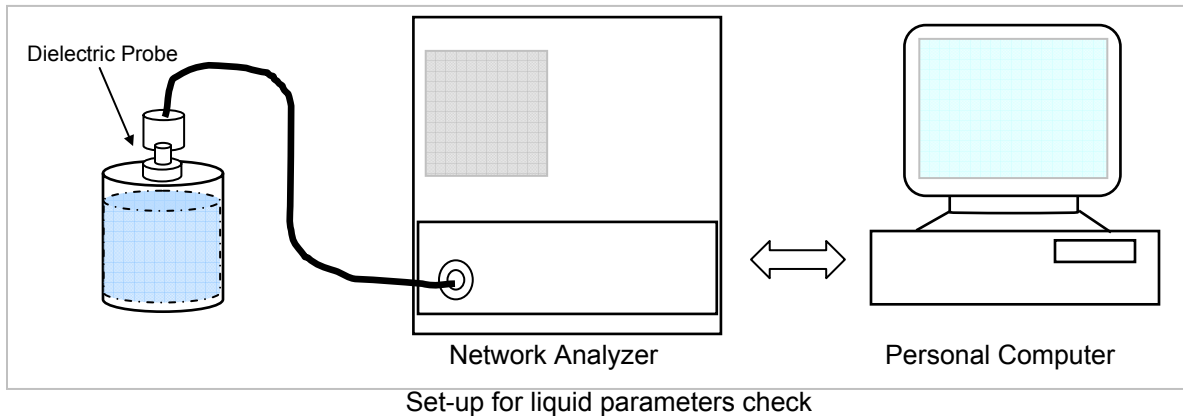 Dielectric Probe
Network Analyzer
Personal Computer
Set-up for liquid parameters check